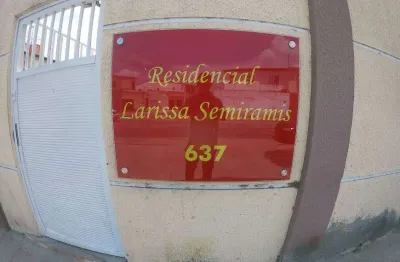 Residencial
Larissa Semiramis
637